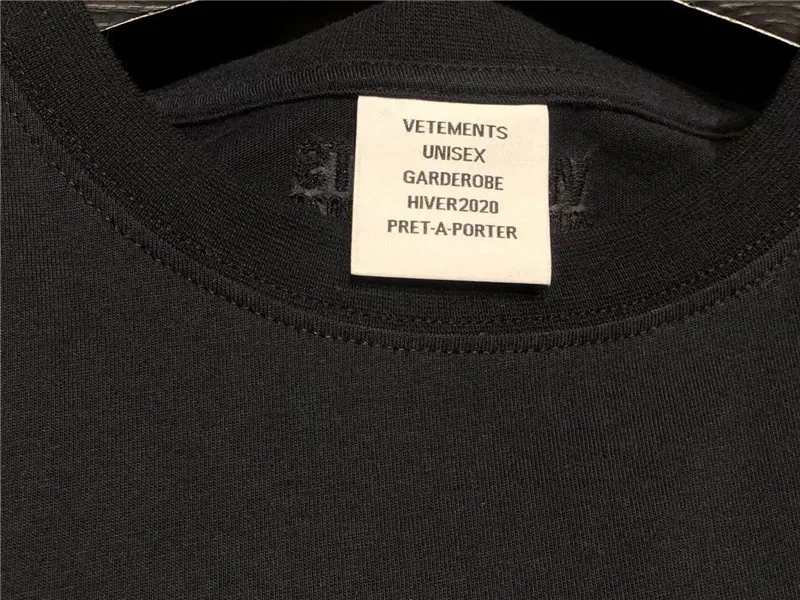 VETEMENTS
UNISEX
GARDEROBE
HIVER2020
PRET-A-PORTER